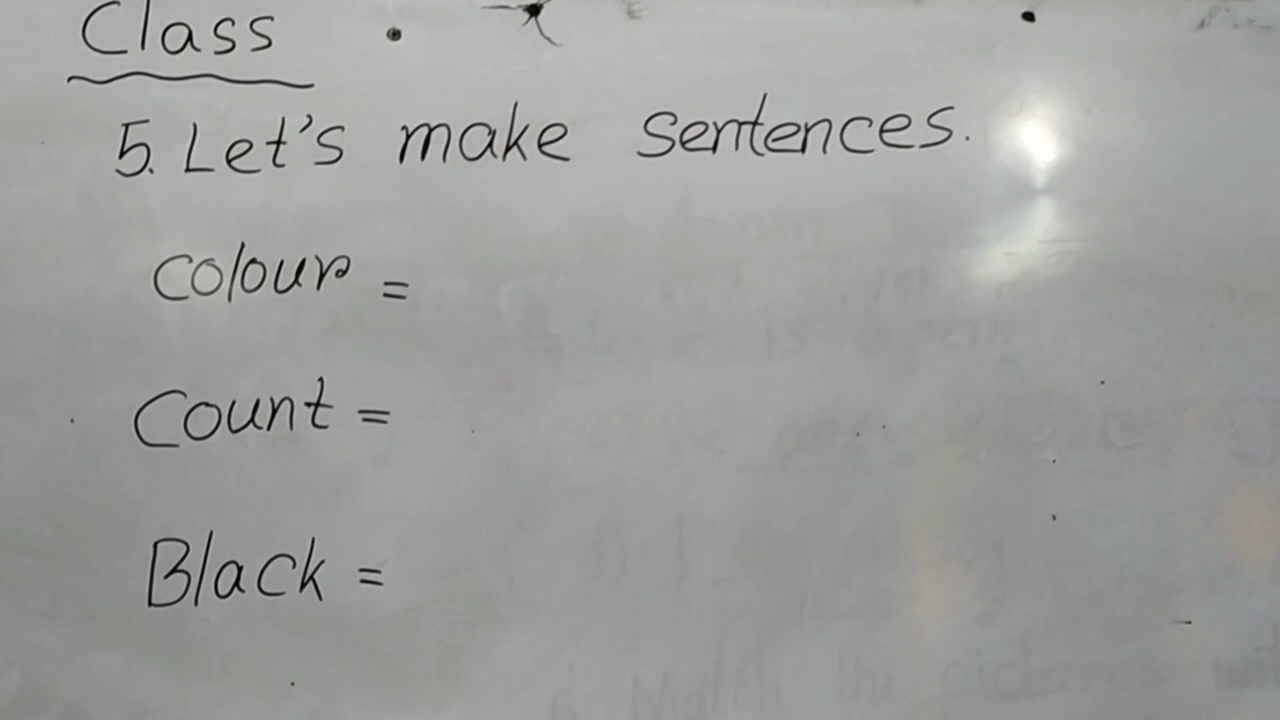 Class
5. Let's make sentences.
Colour =
Count =
Black =